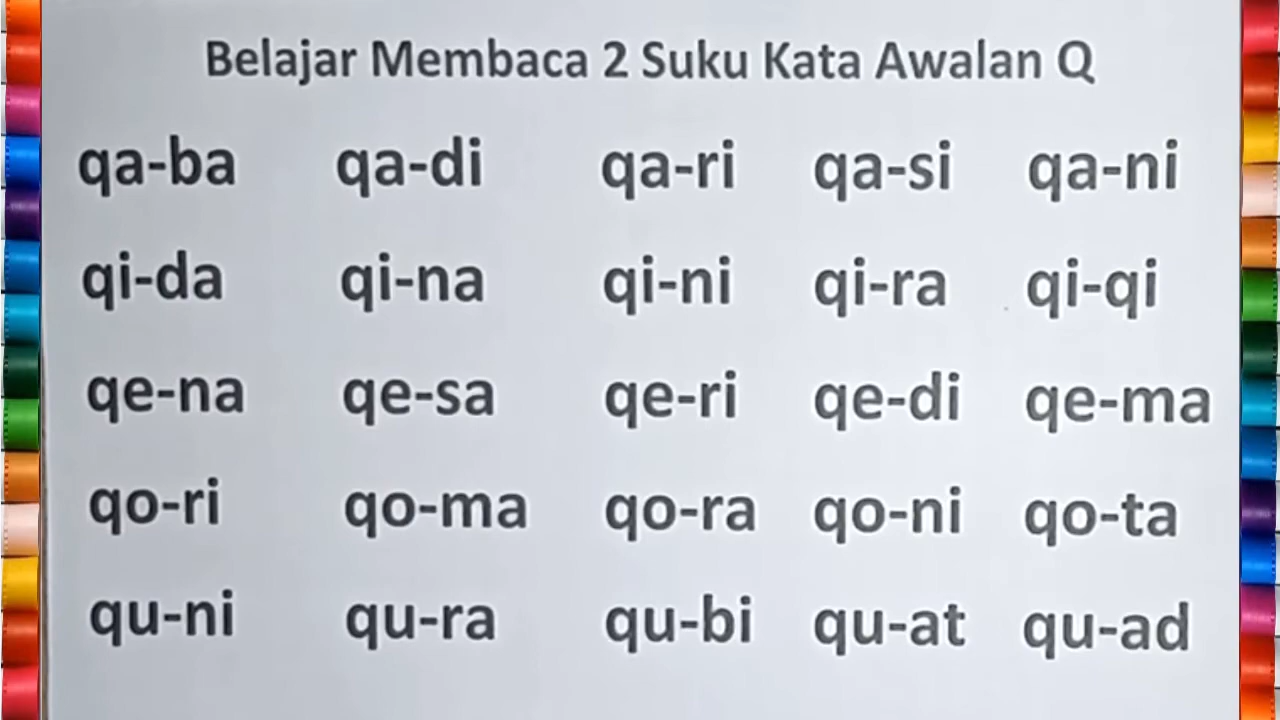 Belajar Membaca 2 Suku Kata Awalan Q
qa-ba qa-di qa-ri qa-si qa-ni
qi-da qi-na qi-ni qi-ra qi-qi
qe-na qe-sa qe-ri qe-di qe-ma
qo-ri qo-ma qo-ra qo-ni qo-ta
qu-ni qu-ra qu-bi qu-at qu-ad